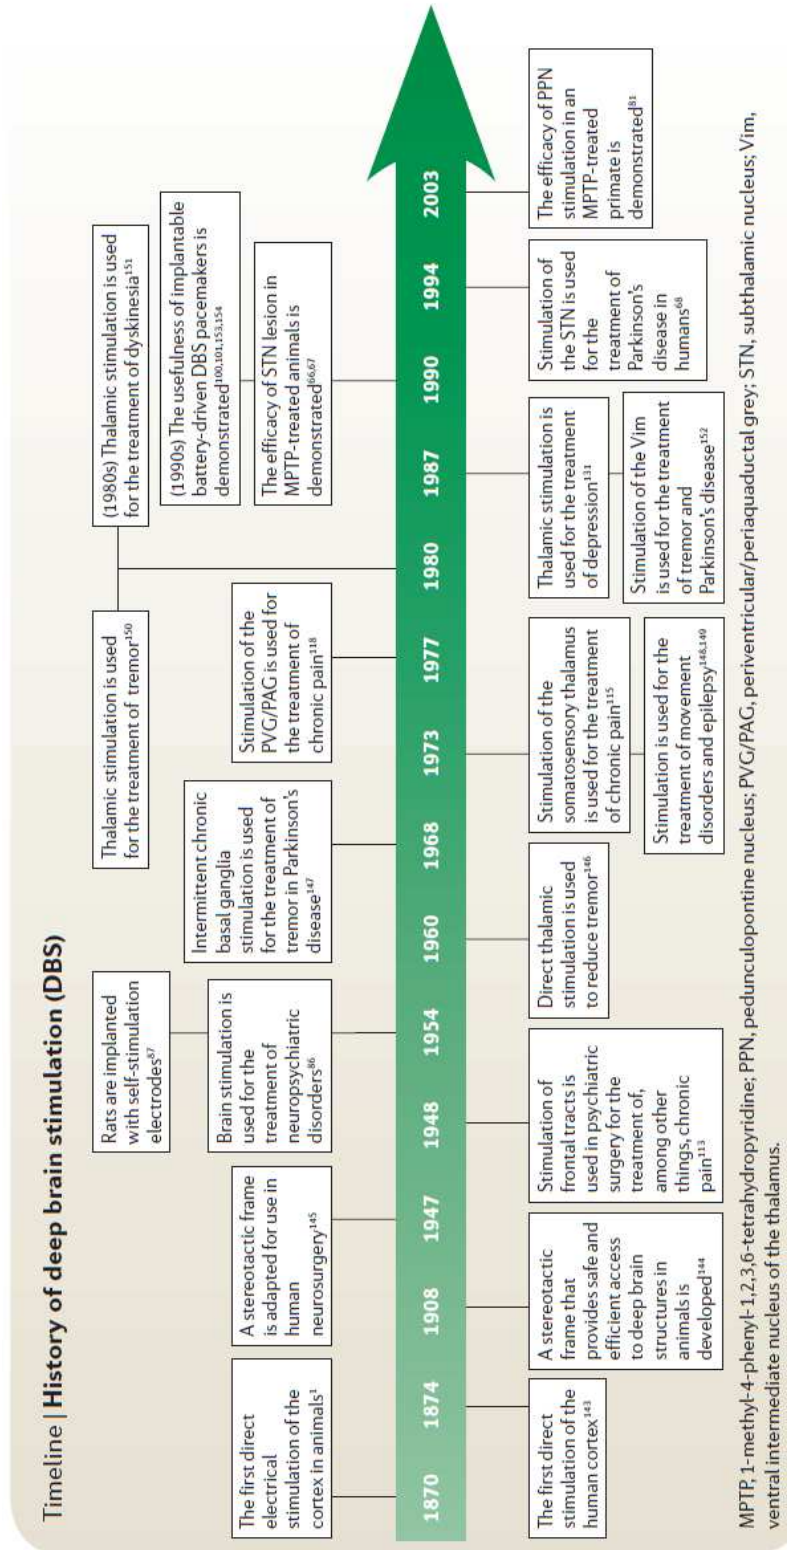 Timeline | History of deep brain stimulation (DBS)
Rats are implanted
with self-stimulation
electrodes⁸⁷
Thalamic stimulation is used
for the treatment of tremor¹⁵⁰
(1980s) Thalamic stimulation is used
for the treatment of dyskinesia¹⁵¹
(1990s) The usefulness of implantable
battery-driven DBS pacemakers is
demonstrated¹⁰⁰,¹⁰¹,¹⁵³,¹⁵⁴
The first direct
electrical
stimulation of the
cortex in animals¹
A stereotactic frame
is adapted for use in
human
neurosurgery¹⁴⁵
Brain stimulation is
used for the
treatment of
neuropsychiatric
disorders⁸⁶
Intermittent chronic
basal ganglia
stimulation is used
for the treatment of
tremor in Parkinson's
disease¹⁴⁷
Stimulation of the
PVG/PAG is used for
the treatment of
chronic pain¹¹⁸
The efficacy of STN lesion in
MPTP-treated animals is
demonstrated⁶⁶,⁶⁷
1870 1874 1908 1947 1948 1954 1960 1968 1973 1977 1980 1987 1990 1994 2003
The first direct
stimulation of the
human cortex¹⁴³
A stereotactic
frame that
provides safe and
efficient access
to deep brain
structures in
animals is
developed¹⁴⁴
Stimulation of
frontal tracts is
used in psychiatric
surgery for the
treatment of,
among other
things, chronic
pain¹¹³
Direct thalamic
stimulation is used
to reduce tremor¹⁴⁶
Stimulation of the
somatosensory thalamus
is used for the treatment
of chronic pain¹¹⁵
Stimulation is used for the
treatment of movement
disorders and epilepsy¹⁴⁸,¹⁴⁹
Thalamic stimulation is
used for the treatment
of depression¹³¹
Stimulation of the Vim
is used for the treatment
of tremor and
Parkinson's disease¹⁵²
Stimulation of
the STN is used
for the
treatment of
Parkinson's
disease in
humans⁶⁸
The efficacy of PPN
stimulation in an
MPTP-treated
primate is
demonstrated⁸¹
MPTP, 1-methyl-4-phenyl-1,2,3,6-tetrahydropyridine; PPN, pedunculopontine nucleus; PVG/PAG, periventricular/periaquaductal grey; STN, subthalamic nucleus; Vim,
ventral intermediate nucleus of the thalamus.